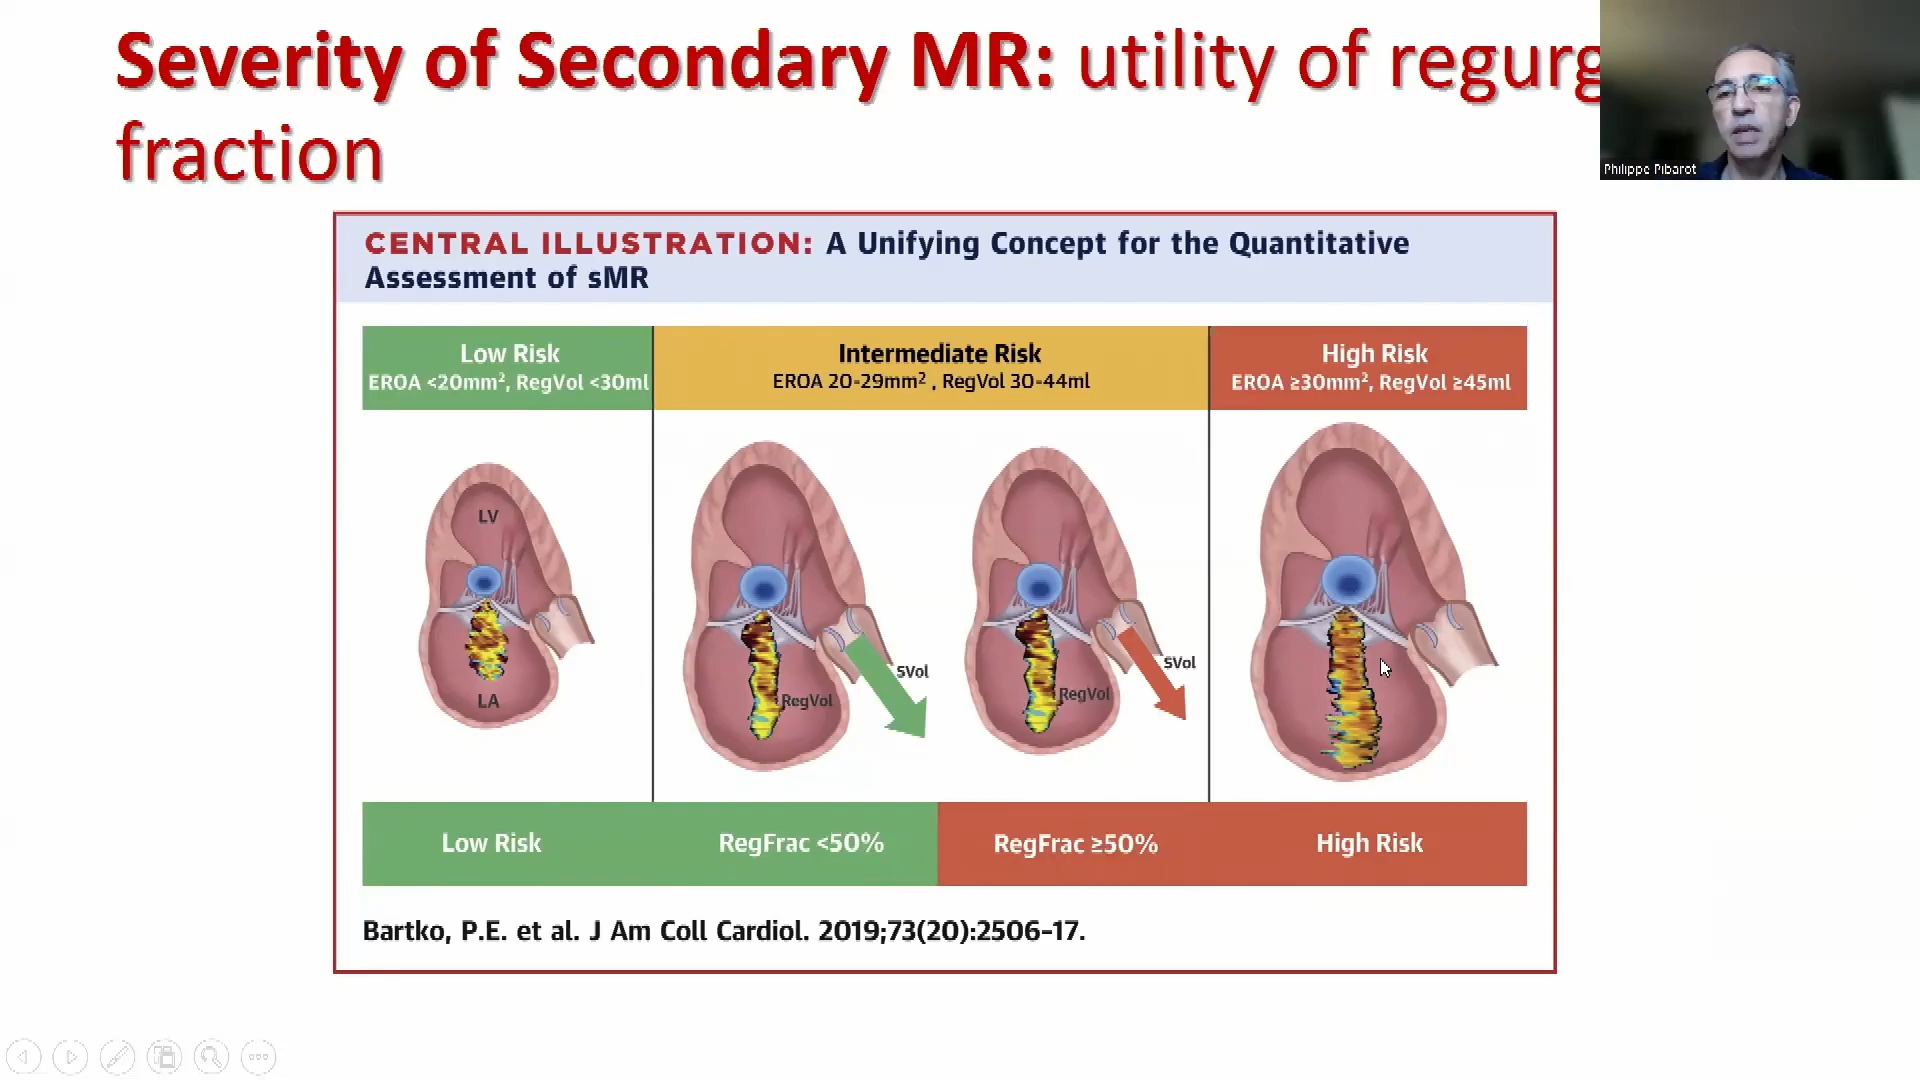 Severity of Secondary MR: utility of regurg
fraction
Philippe Pibarot
CENTRAL ILLUSTRATION: A Unifying Concept for the Quantitative
Assessment of sMR
Low Risk
EROA <20mm², RegVol <30ml
Intermediate Risk
EROA 20-29mm² , RegVol 30-44ml
High Risk
EROA ≥30mm², RegVol ≥45ml
LV
LA
RegVol
SVol
RegVol
SVol
Low Risk
RegFrac <50%
RegFrac ≥50%
High Risk
Bartko, P.E. et al. J Am Coll Cardiol. 2019;73(20):2506–17.